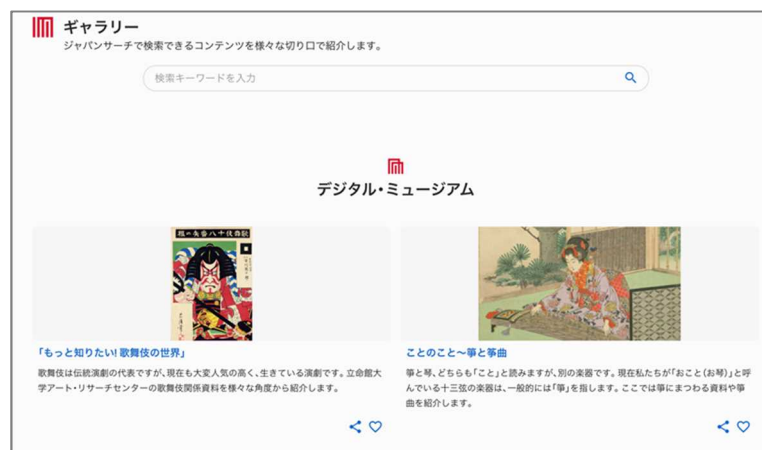 ギャラリー
ジャパンサーチで検索できるコンテンツを様々な切り口で紹介します。
検索キーワードを入力
デジタル・ミュージアム
「もっと知りたい! 歌舞伎の世界」
歌舞伎は伝統演劇の代表ですが、現在も大変人気の高く、生きている演劇です。立命館大
学アート・リサーチセンターの歌舞伎関係資料を様々な角度から紹介します。
ことのこと〜箏と箏曲
箏と琴、どちらも「こと」と読みますが、別の楽器です。現在私たちが「おこと(お琴)」と呼
んでいる十三弦の楽器は、一般的には「箏」を指します。ここでは箏にまつわる資料や箏
曲を紹介します。